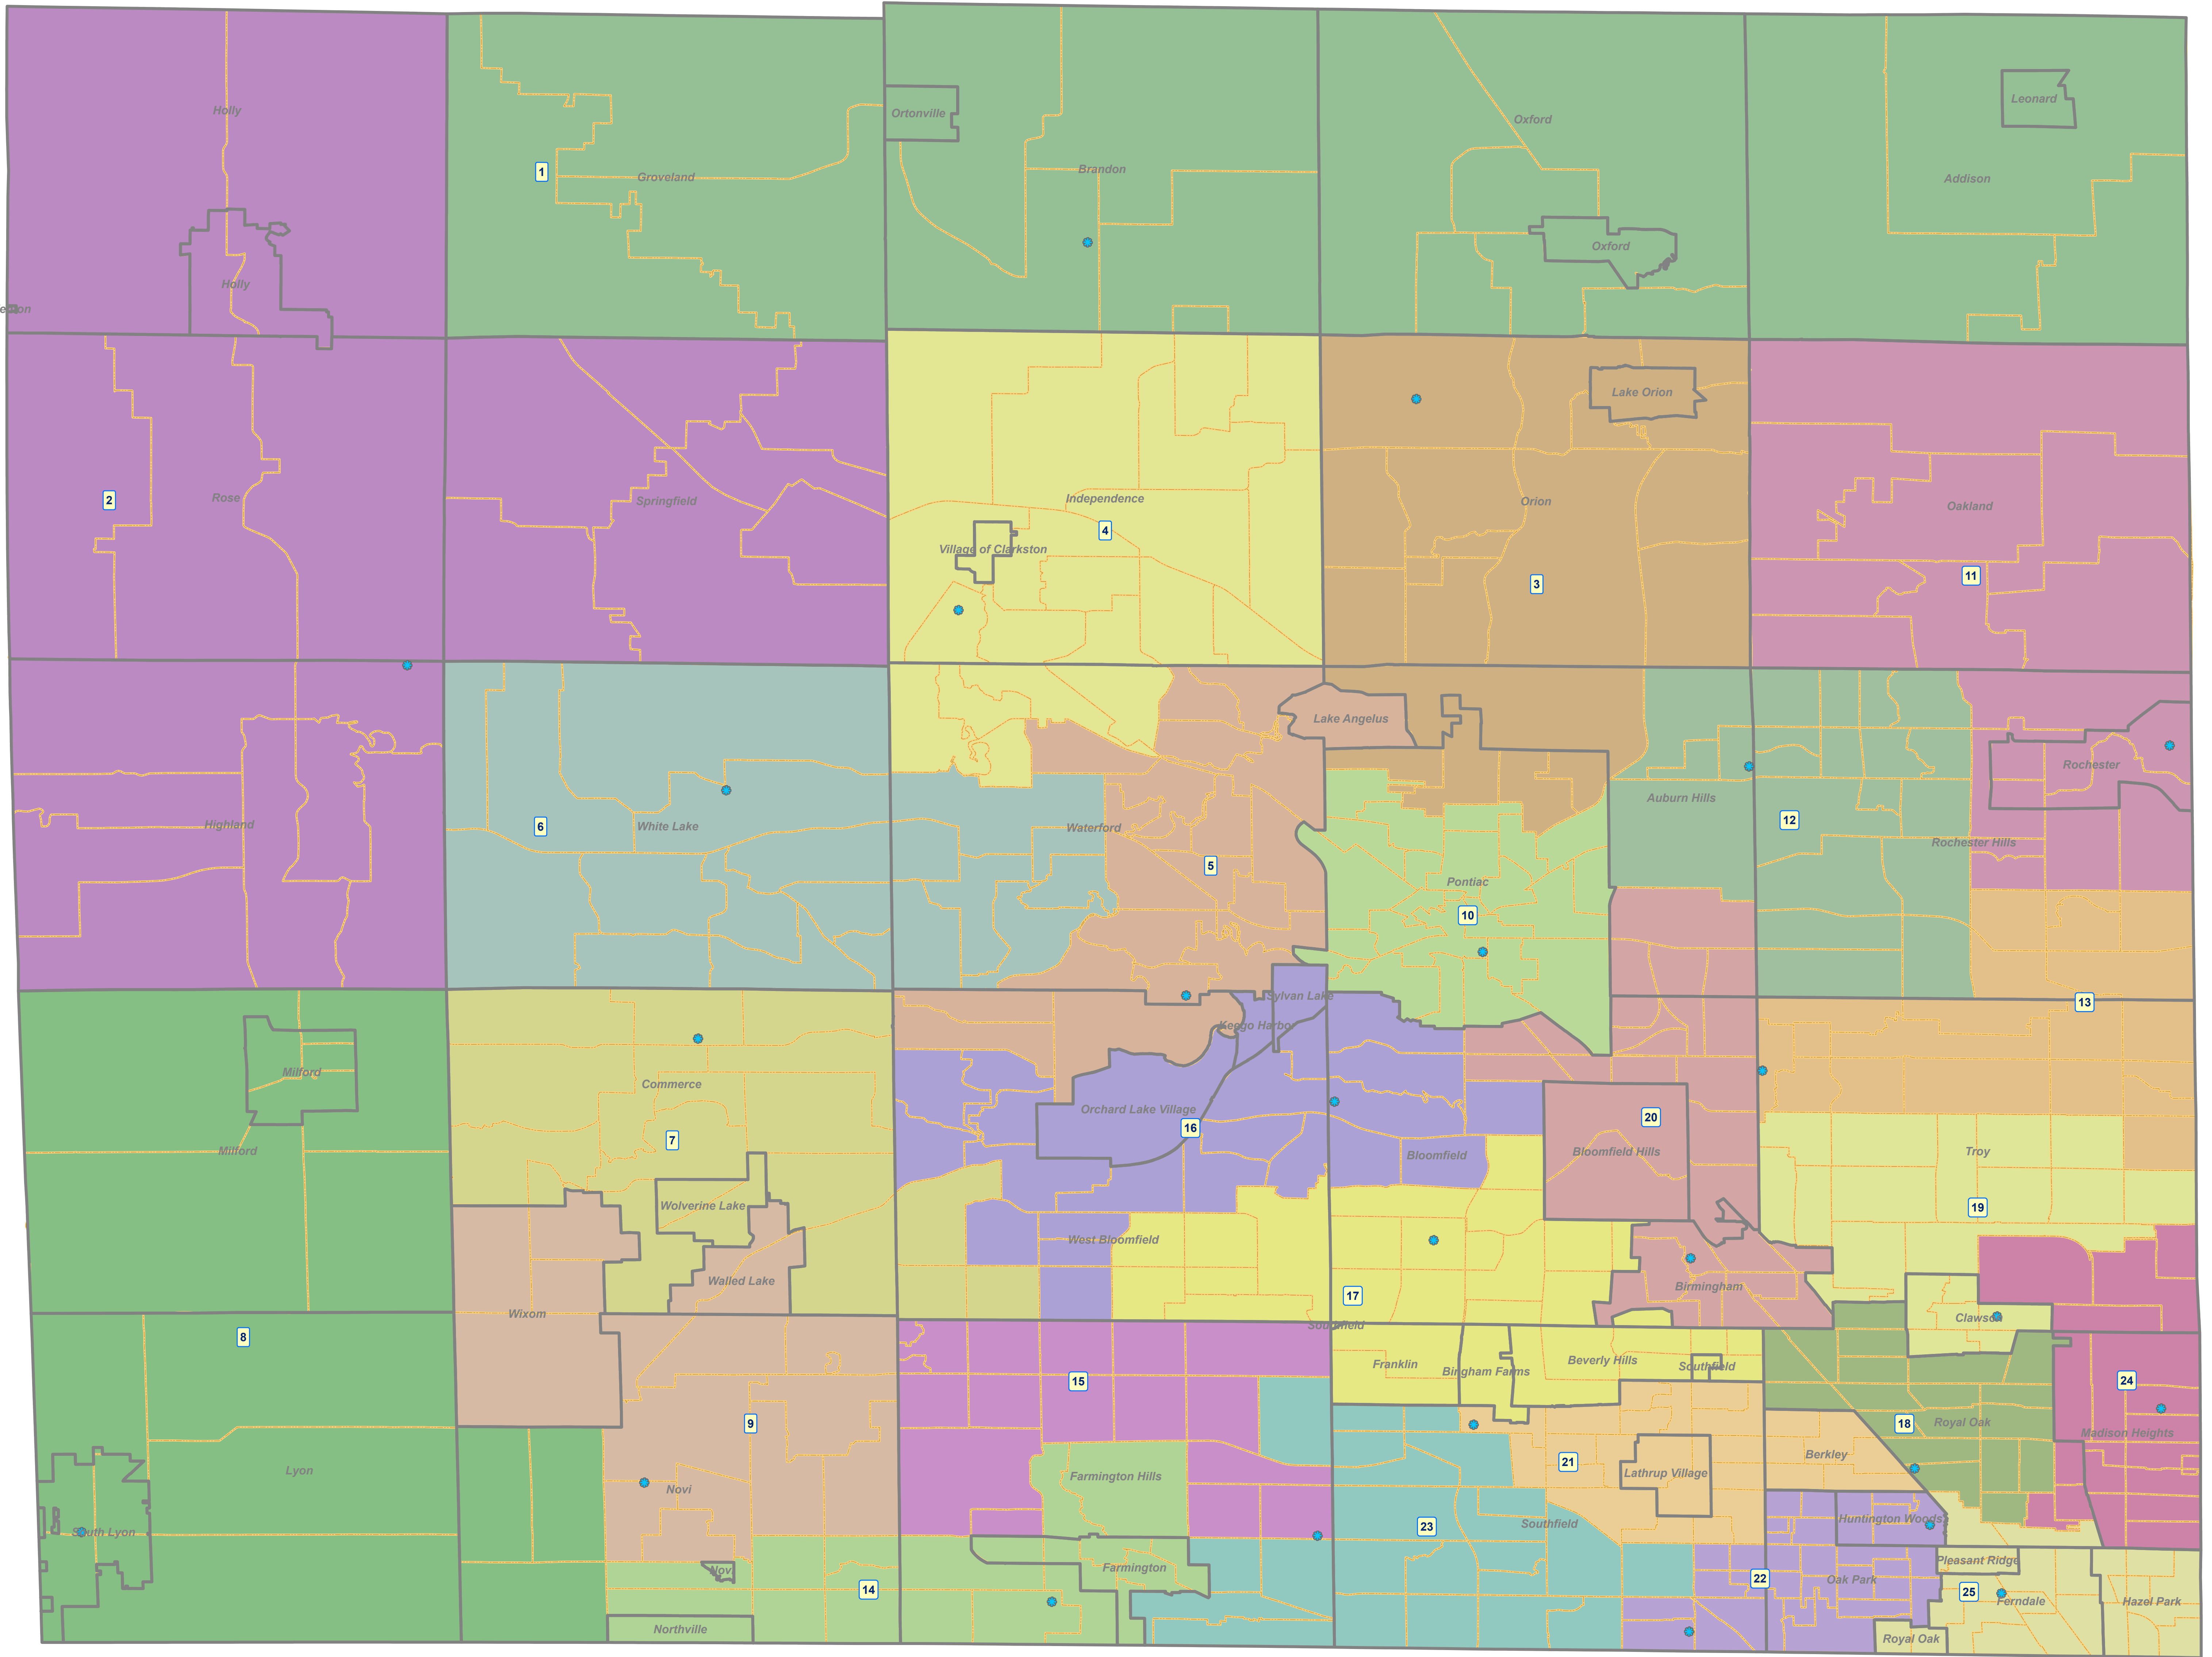 Holly
Leonard
Ortonville
Oxford
Brandon
1
Groveland
Addison
Oxford
Holly
Lake Orion
2
Rose
Springfield
Independence
Orion
Oakland
4
Village of Clarkston
3
11
Lake Angelus
Rochester
Auburn Hills
6
White Lake
Highland
Waterford
12
Rochester Hills
5
Pontiac
10
Sylvan Lake
13
Keego Harbor
Milford
Commerce
Orchard Lake Village
20
7
16
Milford
Bloomfield
Bloomfield Hills
Troy
Wolverine Lake
19
West Bloomfield
Walled Lake
Birmingham
17
Wixom
Clawson
Southfield
8
Franklin
Bingham Farms
Beverly Hills
Southfield
15
24
9
18
Royal Oak
Madison Heights
Berkley
21
Lyon
Farmington Hills
Lathrup Village
Novi
23
Southfield
Huntington Woods
South Lyon
Pleasant Ridge
Novi
Farmington
22
Oak Park
14
25
Ferndale
Hazel Park
Northville
Royal Oak